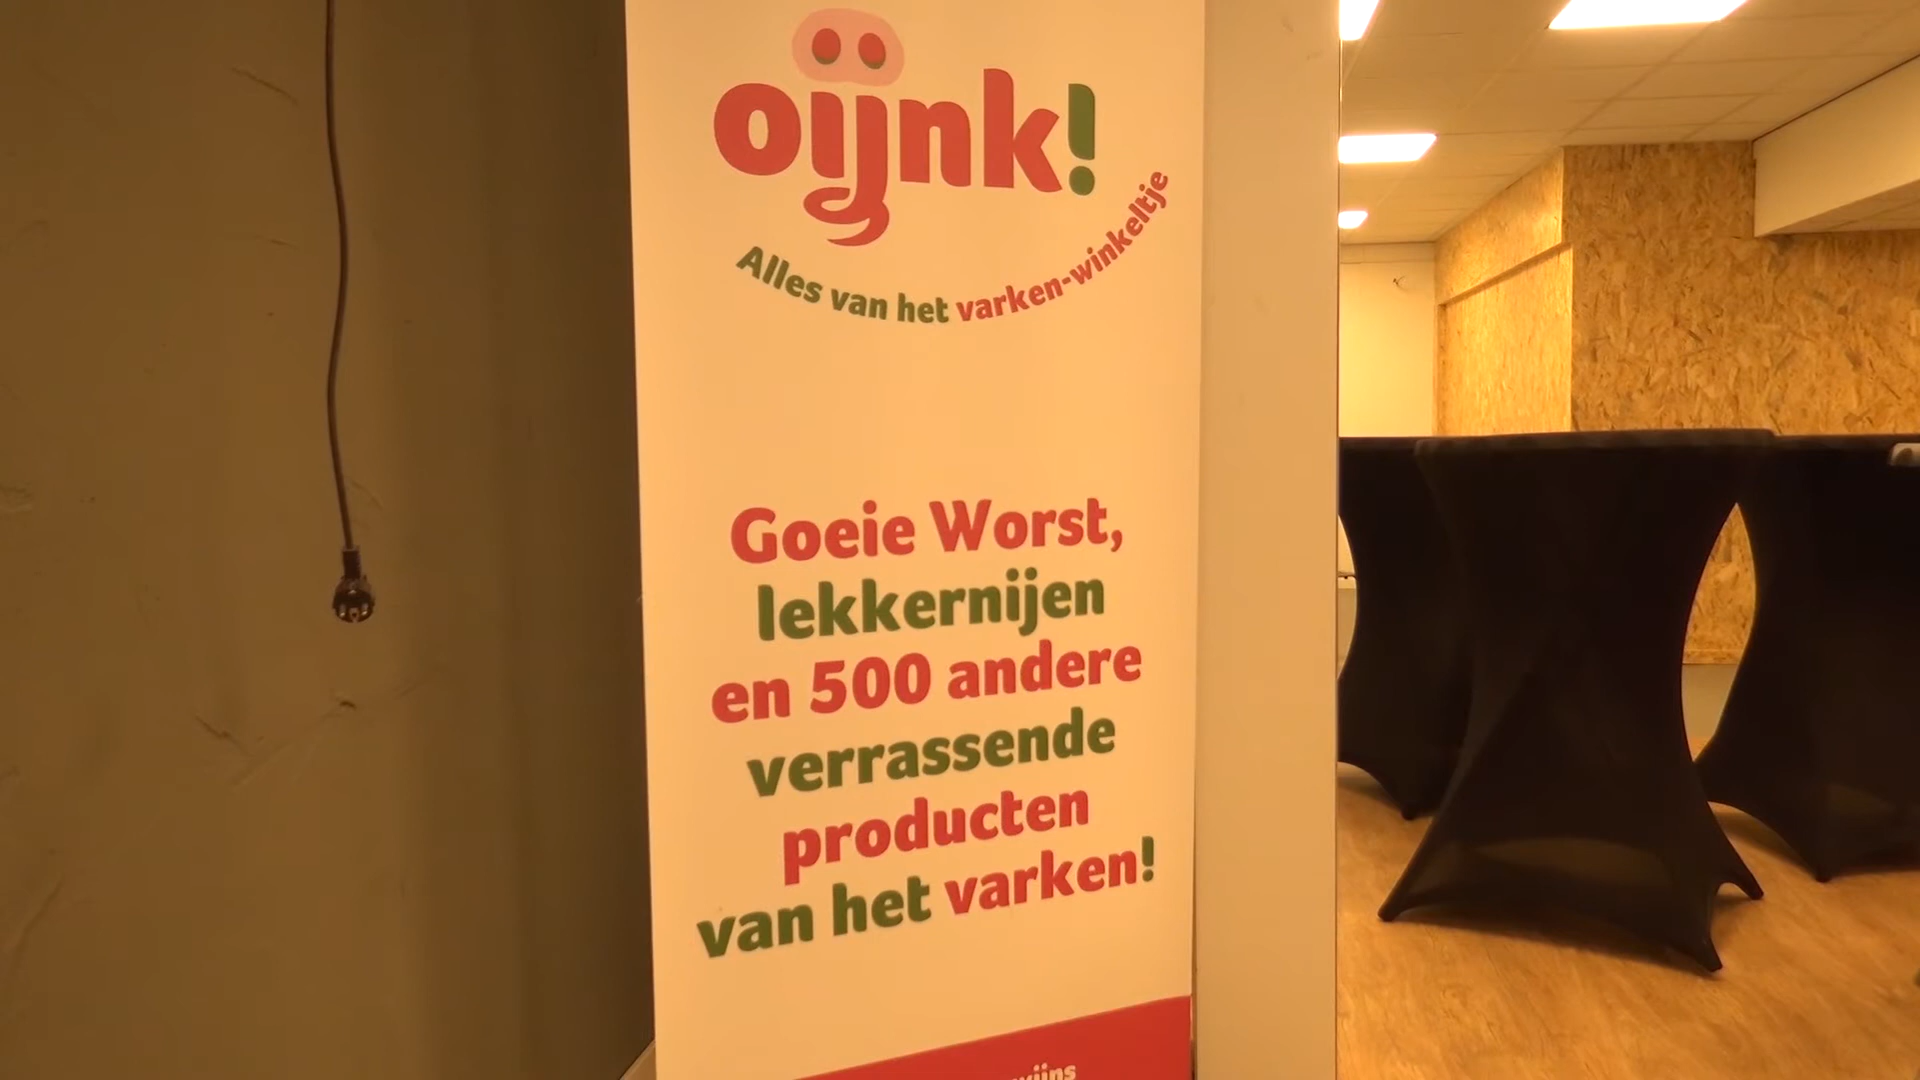 oijnk!
Alles van het varken-winkeltje
Goeie Worst,
lekkernijen
en 500 andere
verrassende
producten
van het varken!